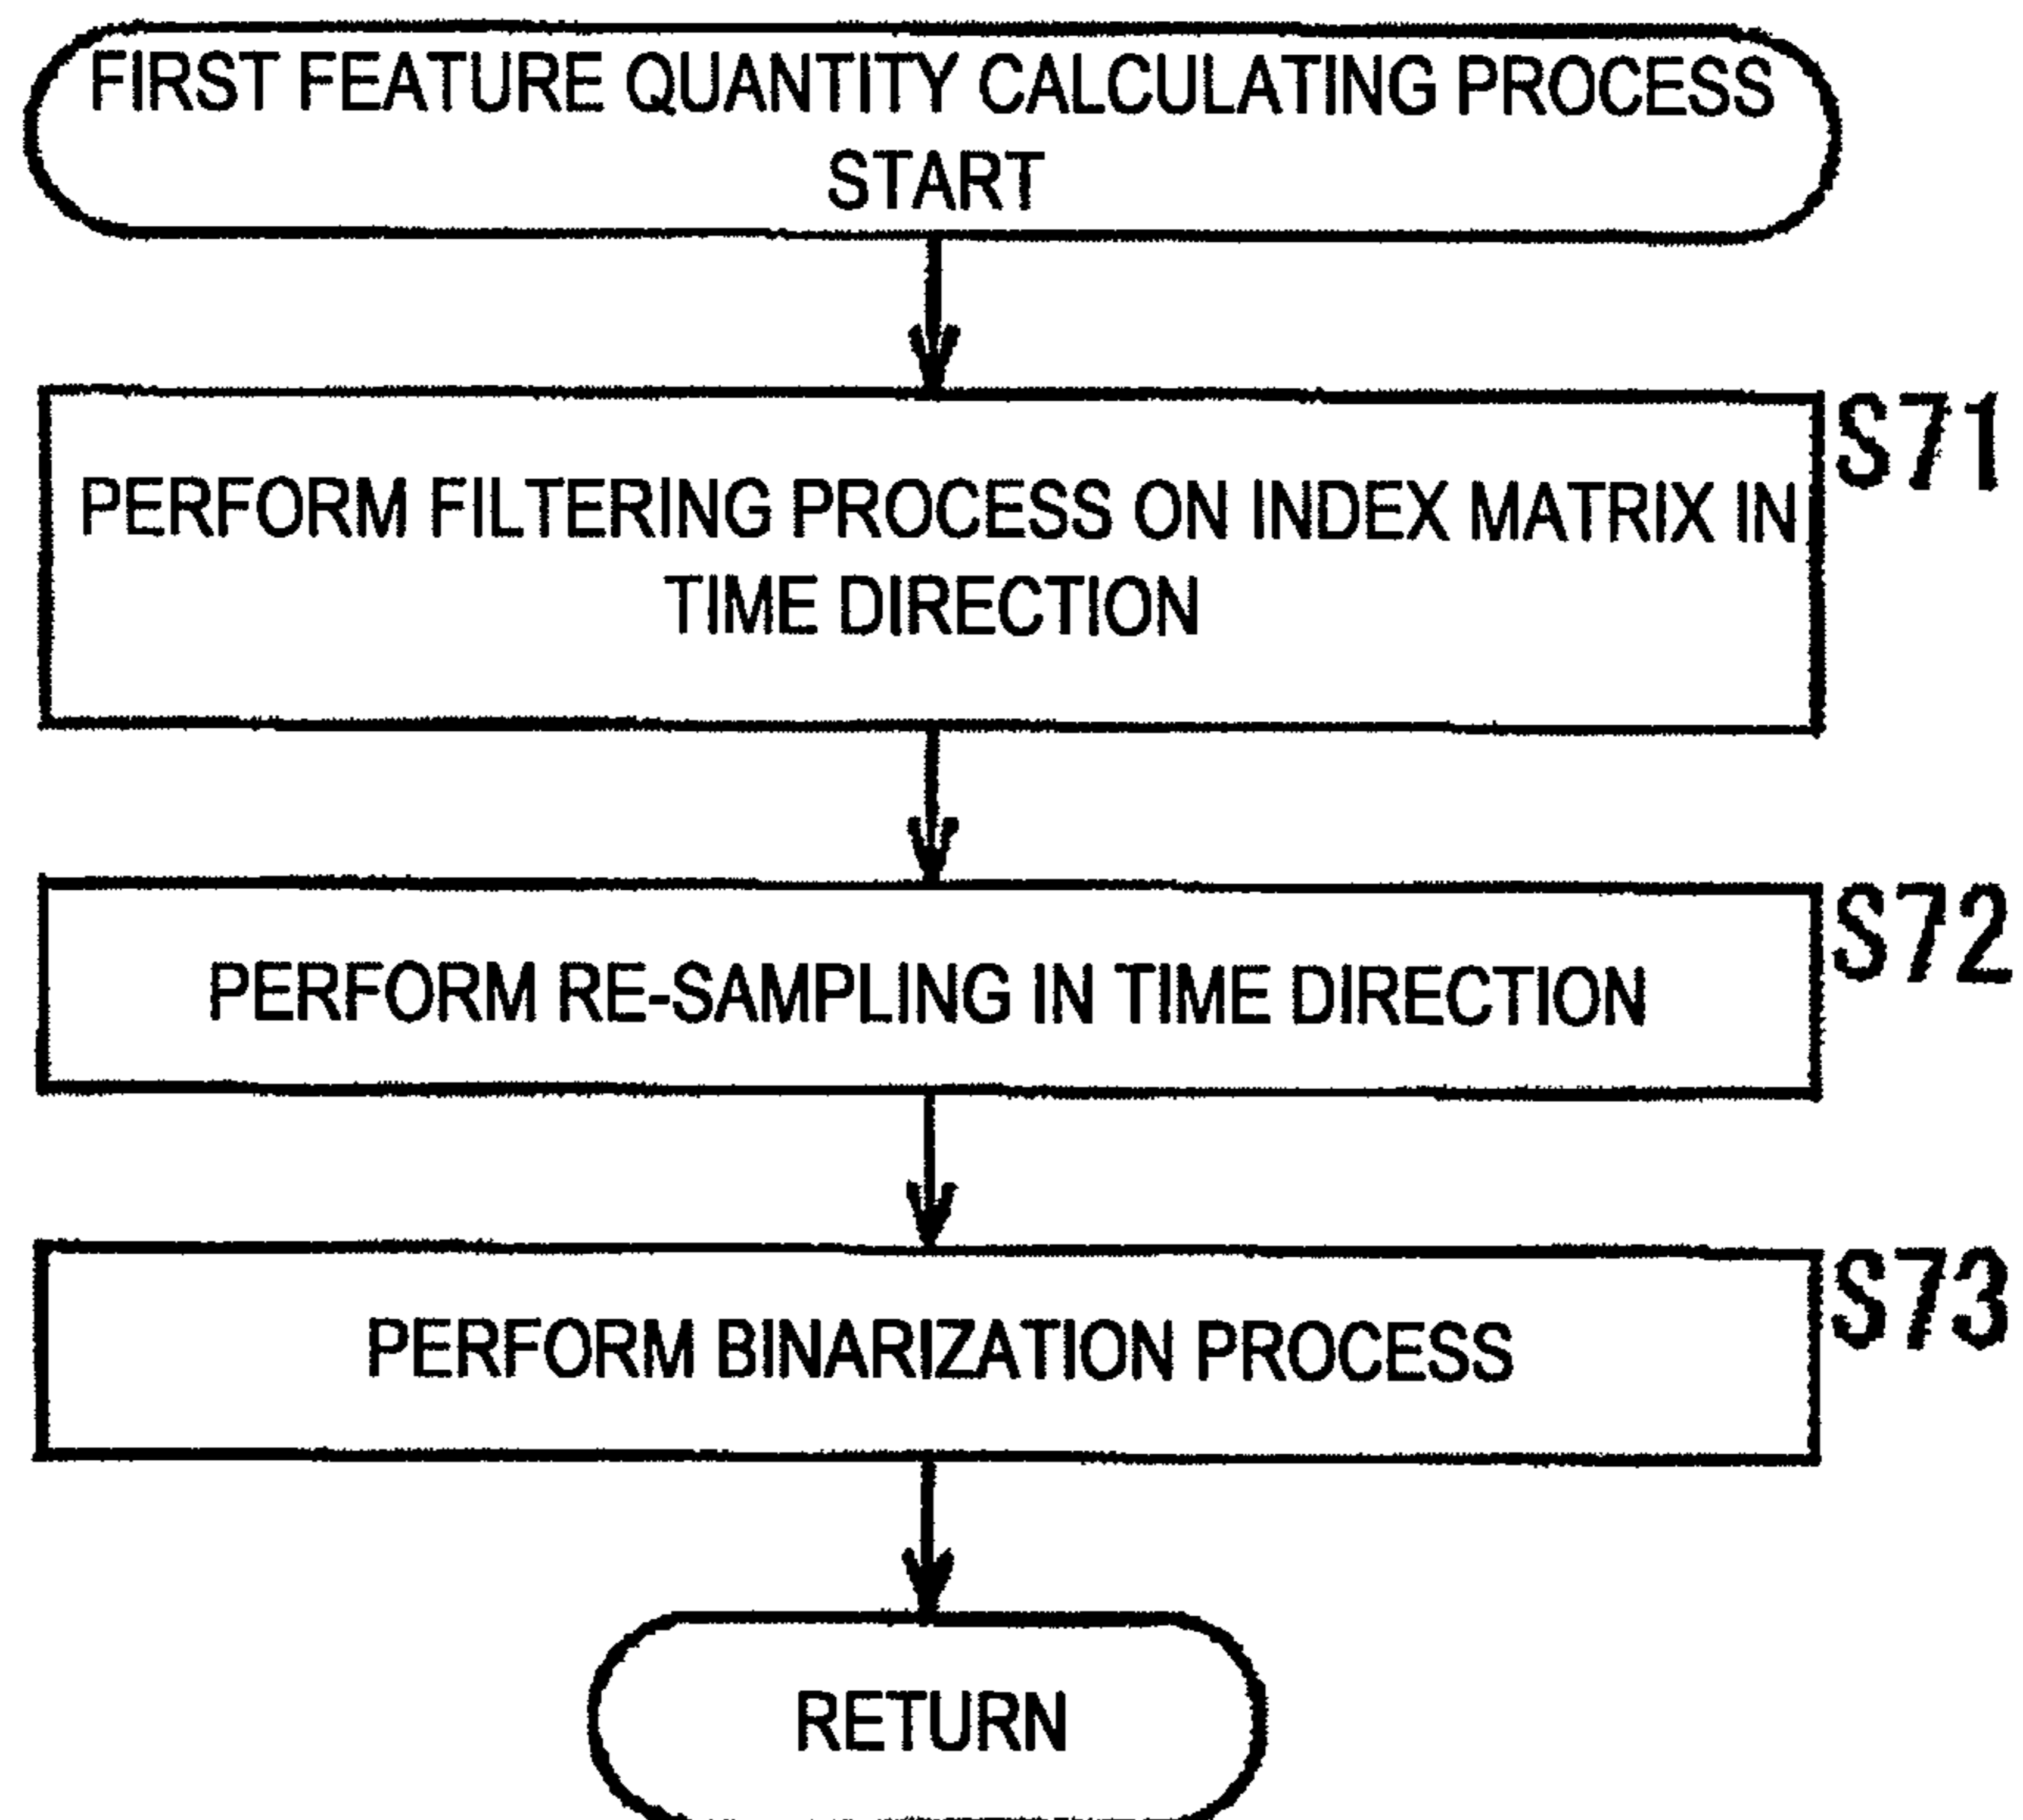 FIRST FEATURE QUANTITY CALCULATING PROCESS
START
S71
PERFORM FILTERING PROCESS ON INDEX MATRIX IN
TIME DIRECTION
S72
PERFORM RE-SAMPLING IN TIME DIRECTION
S73
PERFORM BINARIZATION PROCESS
RETURN